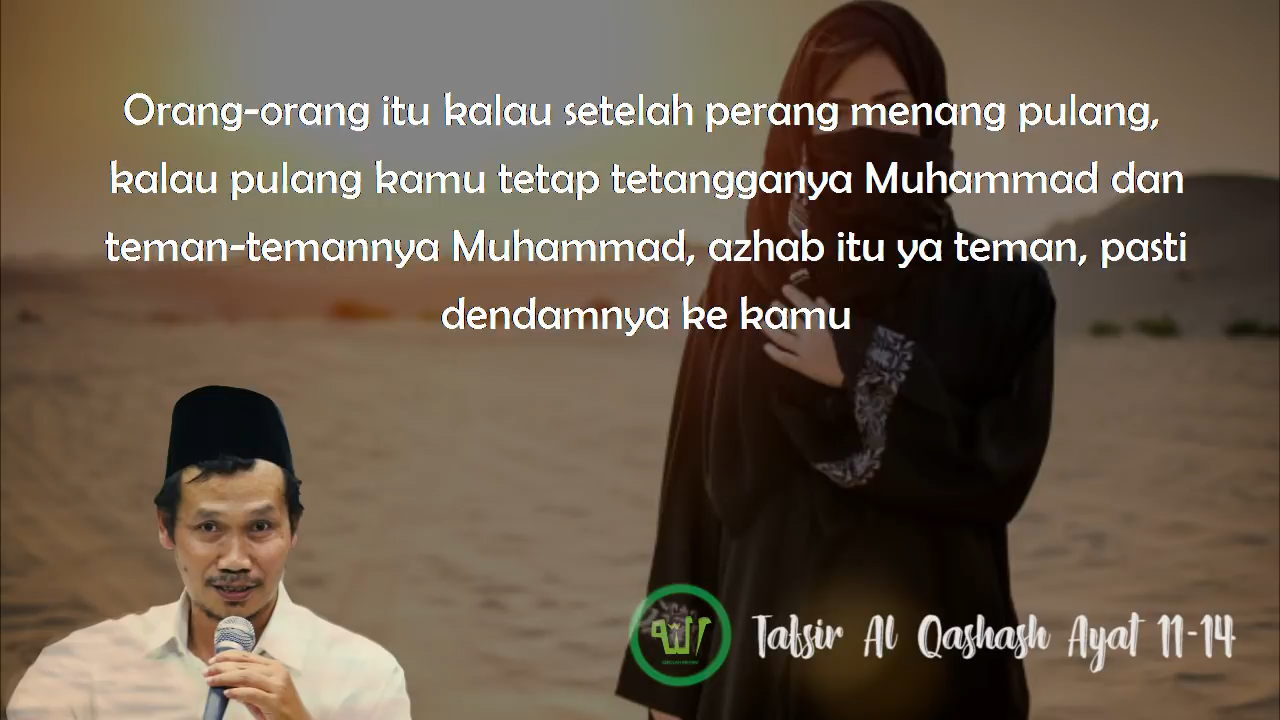 Orang-orang itu kalau setelah perang menang pulang,
kalau pulang kamu tetap tetangganya Muhammad dan
teman-temannya Muhammad, azhab itu ya teman, pasti
dendamnya ke kamu
Tafsir Al Qashash Ayat 11-14